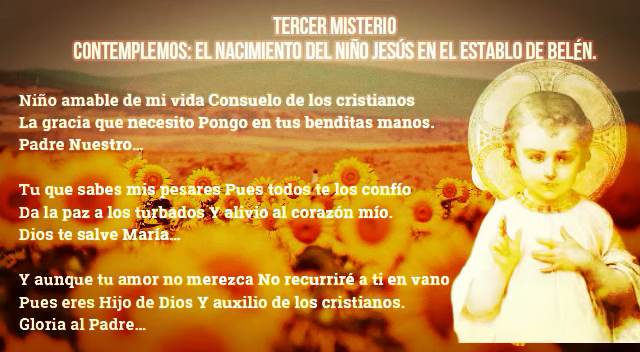 TERCER MISTERIO
CONTEMPLEMOS: EL NACIMIENTO DEL NIÑO JESÚS EN EL ESTABLO DE BELÉN.
Niño amable de mi vida Consuelo de los cristianos
La gracia que necesito Pongo en tus benditas manos.
Padre Nuestro...
Tu que sabes mis pesares Pues todos te los confío
Da la paz a los turbados Y alivio al corazón mío.
Dios te salve María...
Y aunque tu amor no merezca No recurriré a ti en vano
Pues eres Hijo de Dios Y auxilio de los cristianos.
Gloria al Padre...